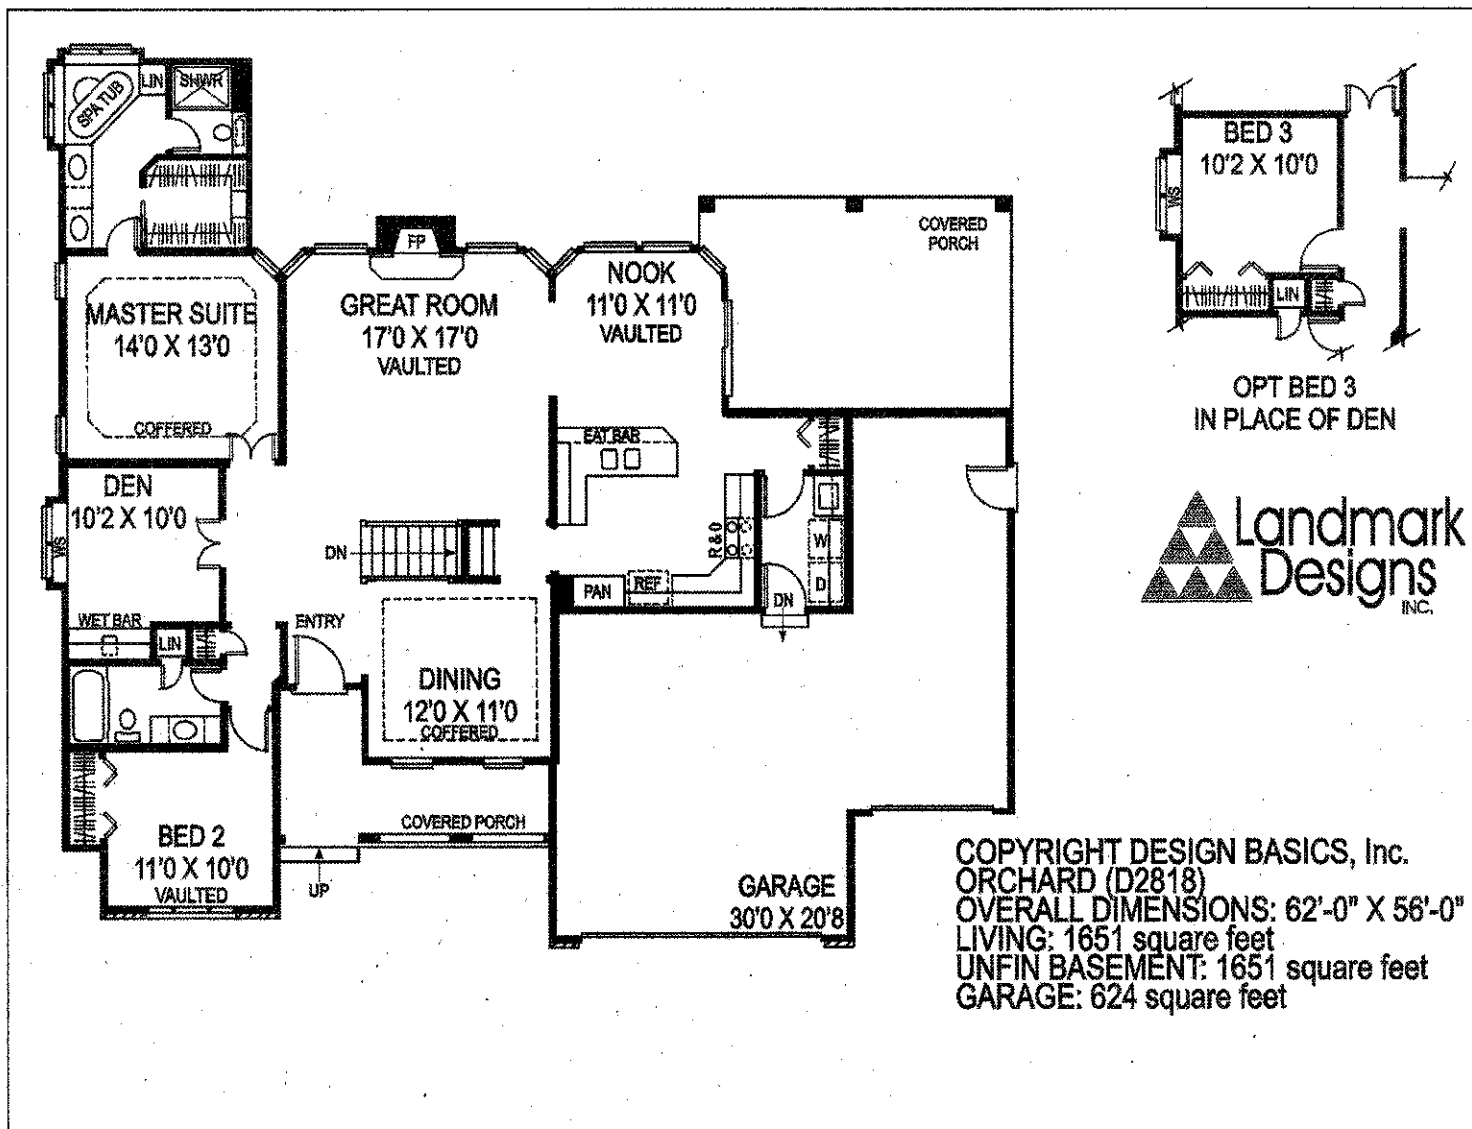 SPA TUB
LIN
SHWR
FP
COVERED
PORCH
MASTER SUITE
14'0 X 13'0
COFFERED
GREAT ROOM
17'0 X 17'0
VAULTED
NOOK
11'0 X 11'0
VAULTED
EAT BAR
DEN
10'2 X 10'0
WS
WET BAR
LIN
DN
R & O
W
D
PAN
REF
DN
ENTRY
DINING
12'0 X 11'0
COFFERED
COVERED PORCH
UP
BED 2
11'0 X 10'0
VAULTED
GARAGE
30'0 X 20'8
BED 3
10'2 X 10'0
WS
LIN
OPT BED 3
IN PLACE OF DEN
Landmark
Designs
INC.
COPYRIGHT DESIGN BASICS, Inc.
ORCHARD (D2818)
OVERALL DIMENSIONS: 62'-0" X 56'-0"
LIVING: 1651 square feet
UNFIN BASEMENT: 1651 square feet
GARAGE: 624 square feet